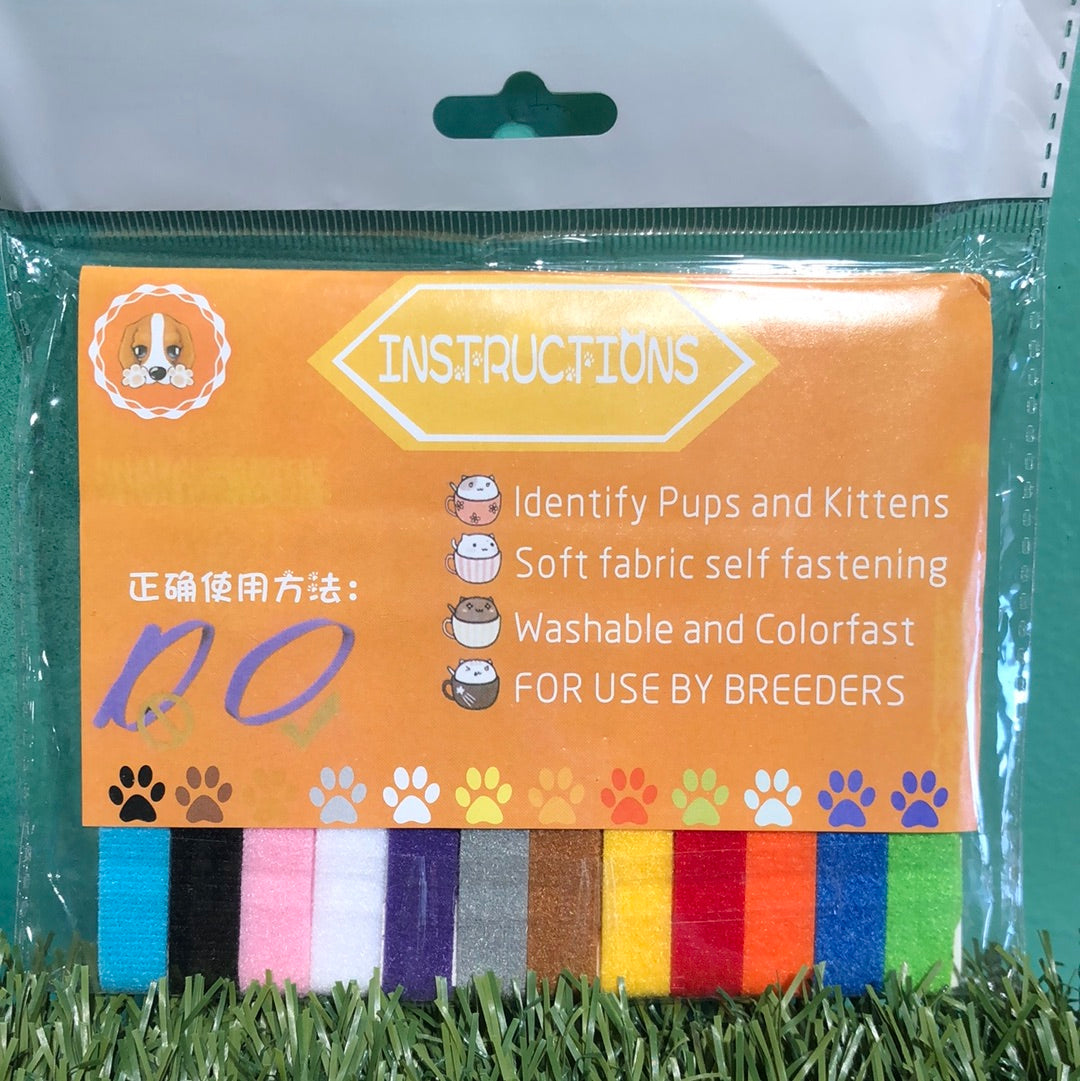 INSTRUCTIONS
Identify Pups and Kittens
Soft fabric self fastening
Washable and Colorfast
FOR USE BY BREEDERS
正确使用方法: